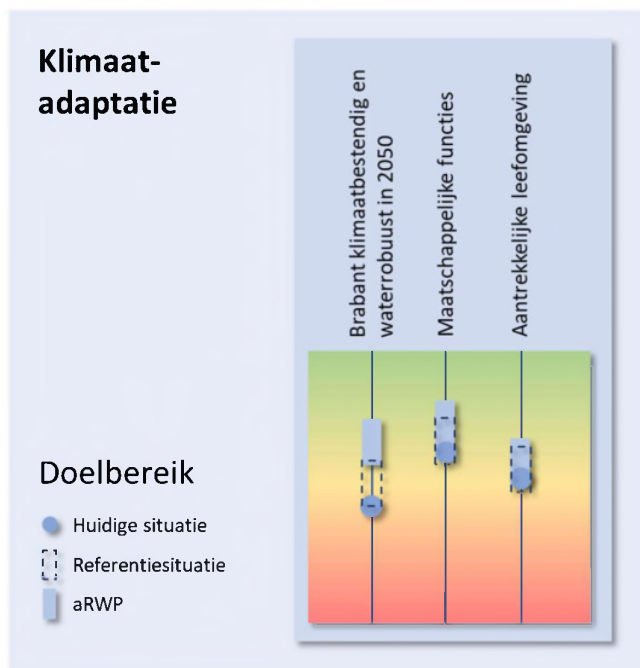 Klimaat-
adaptatie
Brabant klimaatbestendig en
waterrobuust in 2050
Maatschappelijke functies
Aantrekkelijke leefomgeving
Doelbereik
Huidige situatie
Referentiesituatie
aRWP